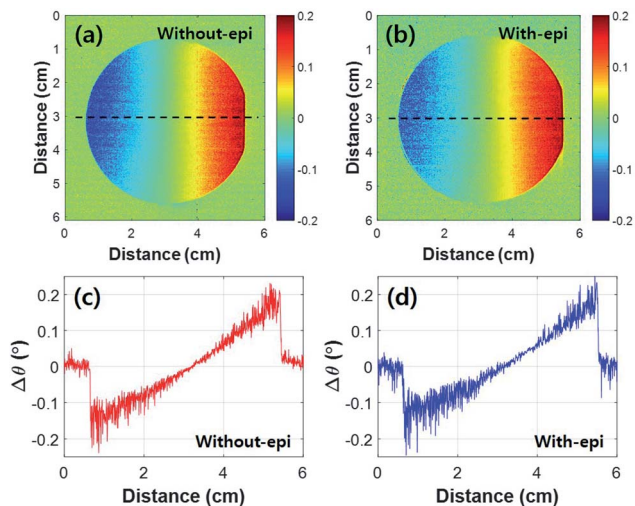 (a) Without-epi
0
1
2
3
4
5
6
Distance (cm)
0 2 4 6
Distance (cm)
0.2
0.1
0
-0.1
-0.2
(b) With-epi
0
1
2
3
4
5
6
Distance (cm)
0 2 4 6
Distance (cm)
0.2
0.1
0
-0.1
-0.2
(c)
0.2
0.1
0
-0.1
-0.2
Δθ (°)
Without-epi
0 2 4 6
Distance (cm)
(d)
0.2
0.1
0
-0.1
-0.2
Δθ (°)
With-epi
0 2 4 6
Distance (cm)